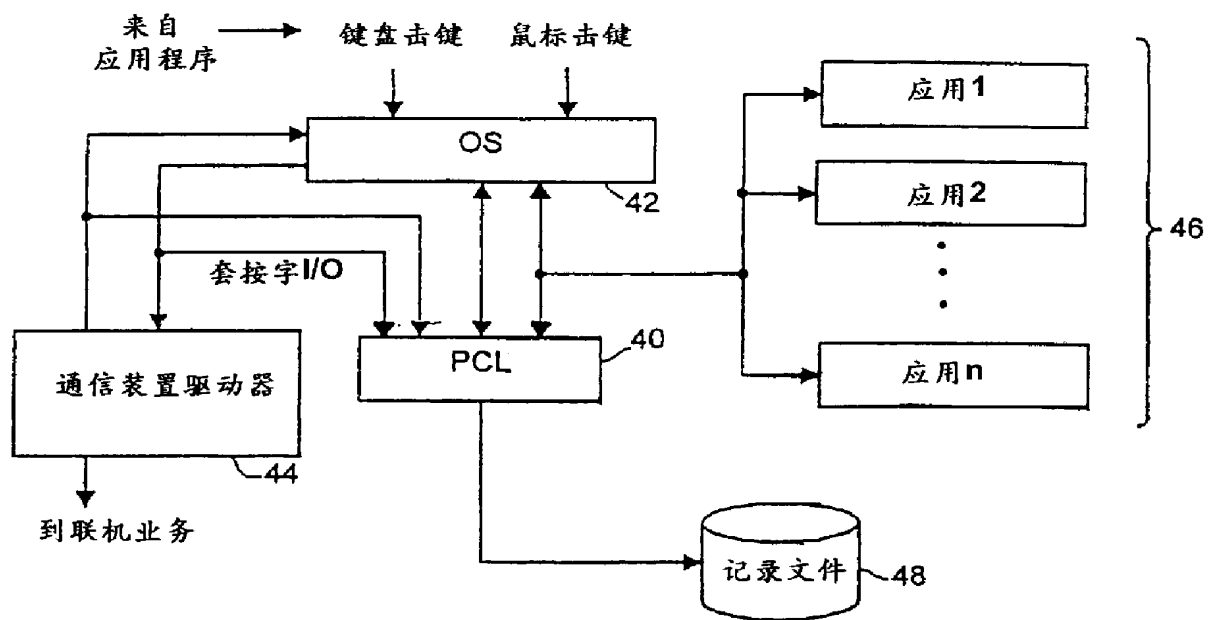 来自
应用程序
键盘击键
鼠标击键
OS
42
应用1
应用2
应用n
46
套按字I/O
通信装置驱动器
44
PCL
40
到联机业务
记录文件
48